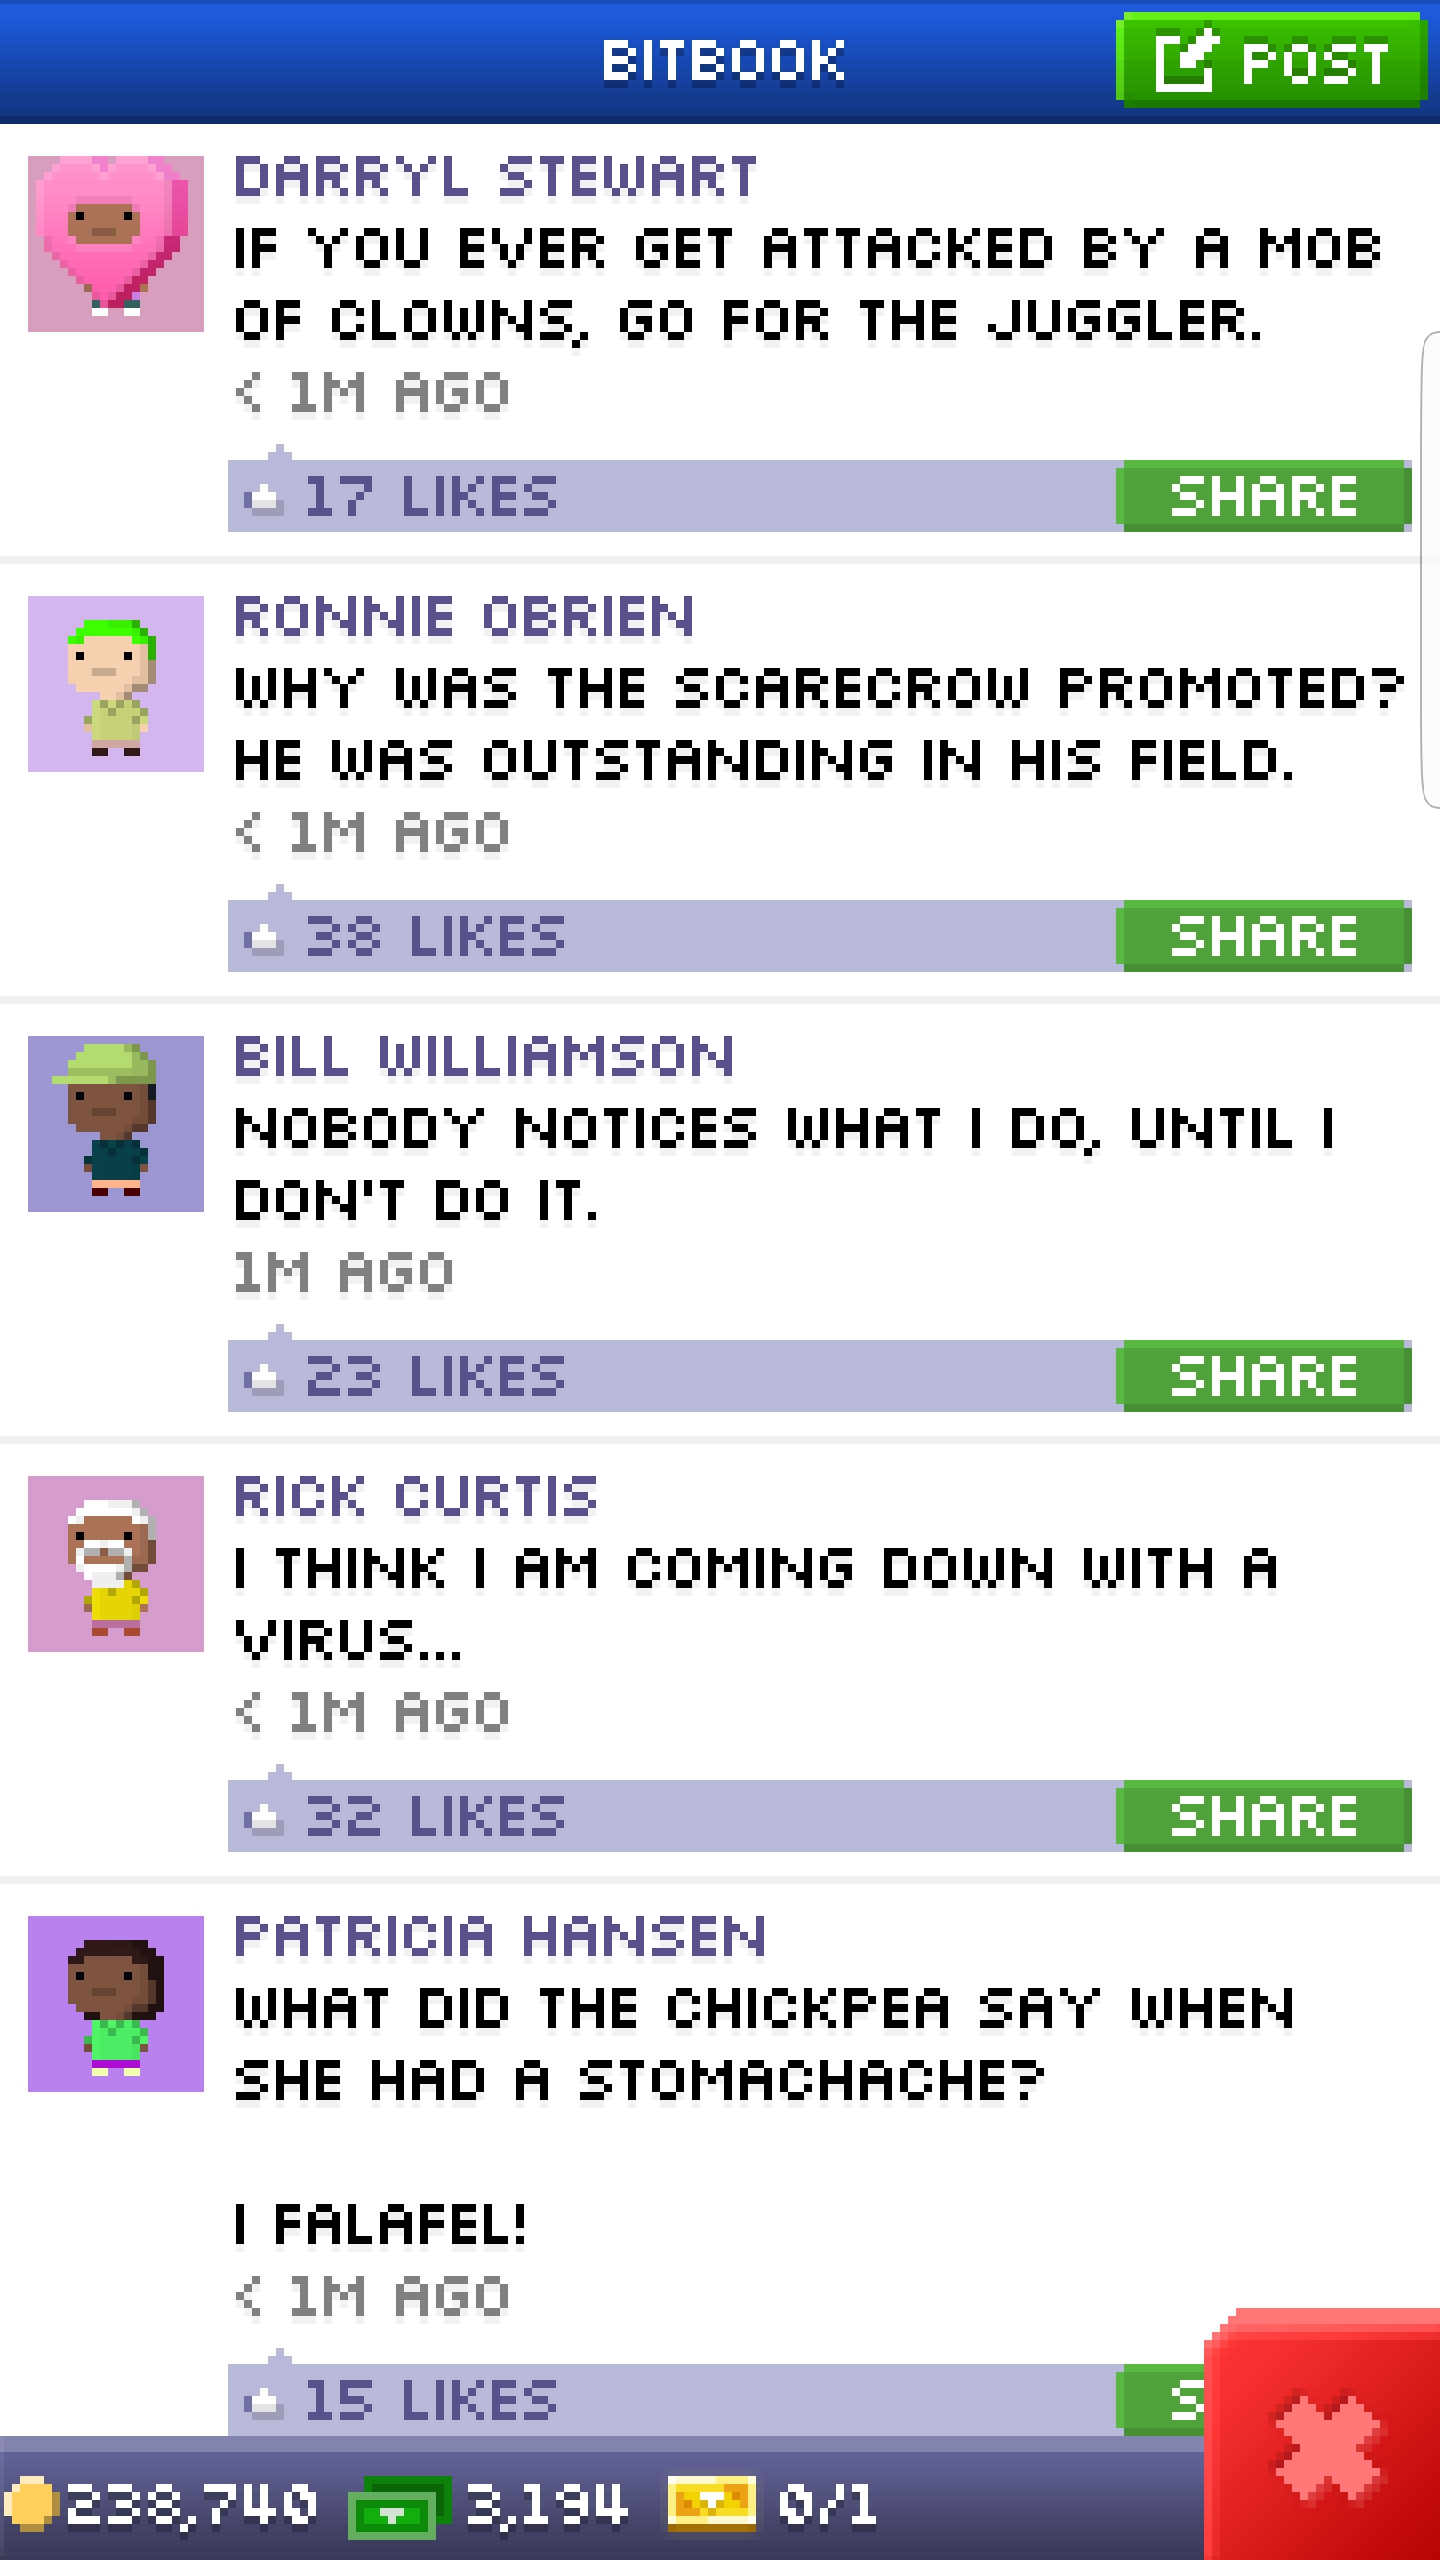 BITBOOK
POST
DARRYL STEWART
IF YOU EVER GET ATTACKED BY A MOB
OF CLOWNS, GO FOR THE JUGGLER.
< 1M AGO
17 LIKES
SHARE
RONNIE OBRIEN
WHY WAS THE SCARECROW PROMOTED?
HE WAS OUTSTANDING IN HIS FIELD.
< 1M AGO
38 LIKES
SHARE
BILL WILLIAMSON
NOBODY NOTICES WHAT I DO, UNTIL I
DON'T DO IT.
1M AGO
23 LIKES
SHARE
RICK CURTIS
I THINK I AM COMING DOWN WITH A
VIRUS...
< 1M AGO
32 LIKES
SHARE
PATRICIA HANSEN
WHAT DID THE CHICKPEA SAY WHEN
SHE HAD A STOMACHACHE?
I FALAFEL!
< 1M AGO
15 LIKES
S
238,740 3,194 0/1